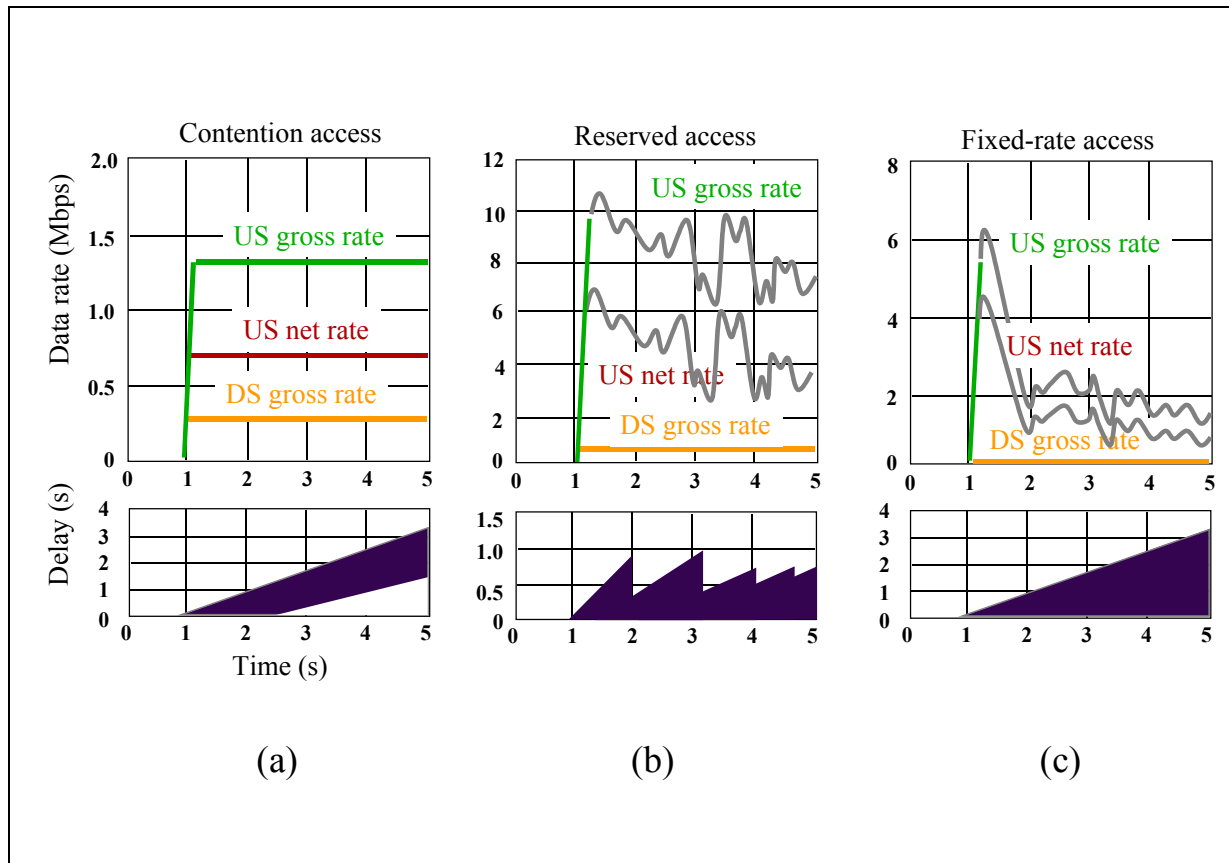 Contention access
2.0
1.5
1.0
0.5
0
Data rate (Mbps)
US gross rate
US net rate
DS gross rate
0 1 2 3 4 5
4
3
2
1
0
Delay (s)
0 1 2 3 4 5
Time (s)
(a)
Reserved access
12
10
8
6
4
2
0
US gross rate
US net rate
DS gross rate
0 1 2 3 4 5
1.5
1.0
0.5
0
0 1 2 3 4 5
(b)
Fixed-rate access
8
6
4
2
0
US gross rate
US net rate
DS gross rate
0 1 2 3 4 5
4
3
2
1
0
0 1 2 3 4 5
(c)